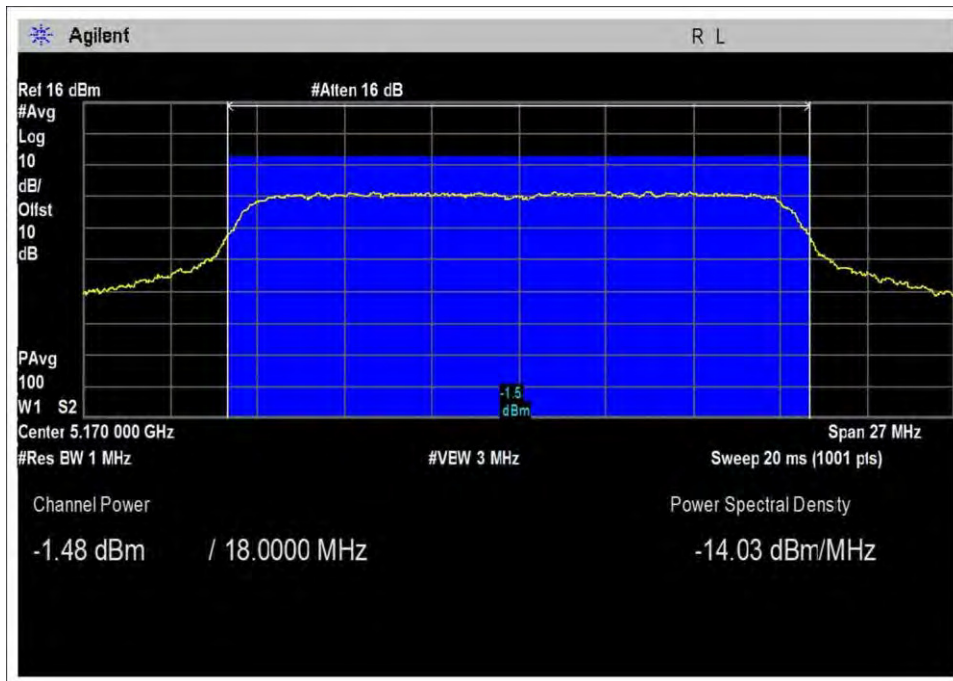 Agilent R L
Ref 16 dBm #Atten 16 dB
#Avg
Log
10
dB/
Offst
10
dB
PAvg
100
W1 S2
-1.5
dBm
Center 5.170 000 GHz Span 27 MHz
#Res BW 1 MHz #VBW 3 MHz Sweep 20 ms (1001 pts)
Channel Power Power Spectral Density
-1.48 dBm / 18.0000 MHz -14.03 dBm/MHz